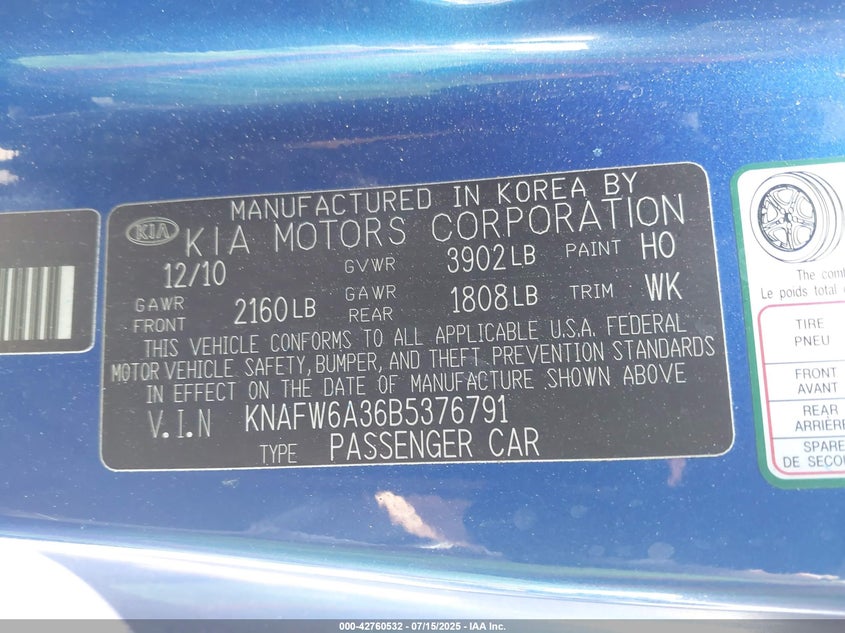 MANUFACTURED IN KOREA BY
KIA KIA MOTORS CORPORATION
12/10 GVWR 3902LB PAINT HO
GAWR FRONT 2160LB GAWR REAR 1808LB TRIM WK
THIS VEHICLE CONFORMS TO ALL APPLICABLE U.S.A. FEDERAL
MOTOR VEHICLE SAFETY, BUMPER, AND THEFT PREVENTION STANDARDS
IN EFFECT ON THE DATE OF MANUFACTURE SHOWN ABOVE
V.I.N KNAFW6A36B5376791
TYPE PASSENGER CAR
The comb
Le poids total
TIRE
PNEU
FRONT
AVANT
REAR
ARRIÈRE
SPARE
DE SECOU
000-42760532 - 07/15/2025 - IAA Inc.